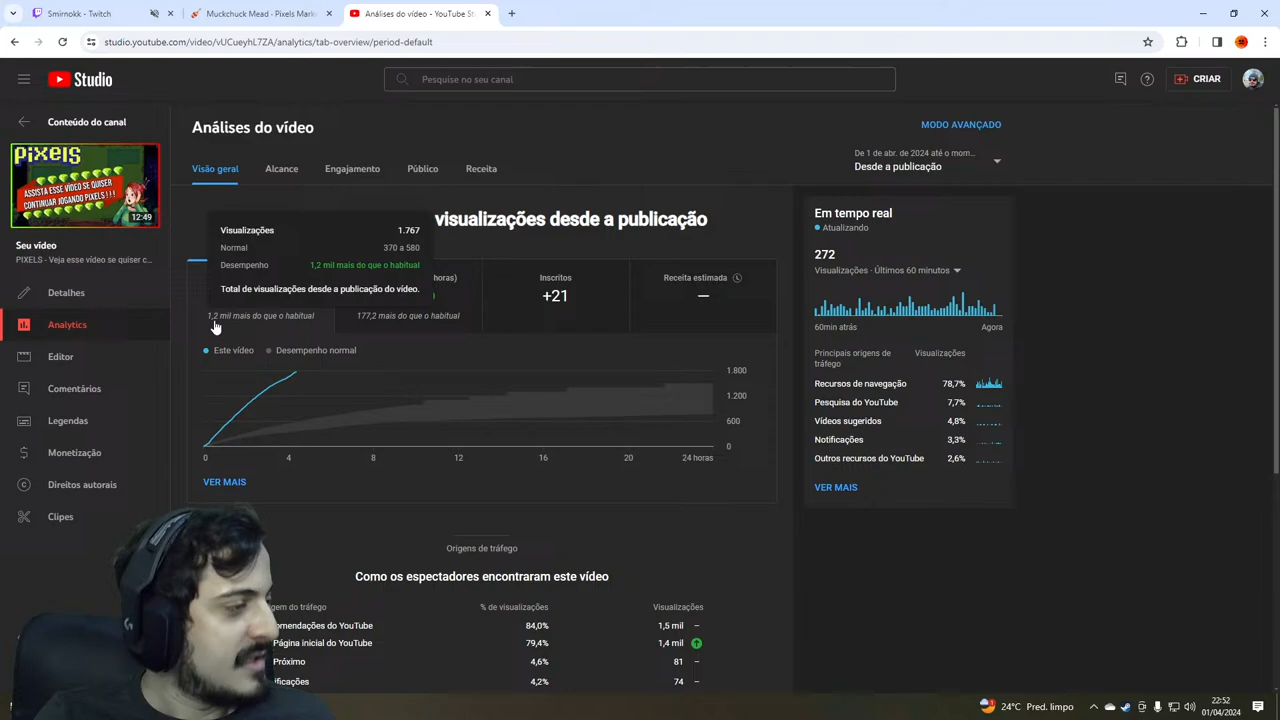 Smirnokk - Twitch
Muckchuck Mead - Pixels Mark
Análises do vídeo - YouTube St
studio.youtube.com/video/vUCueyhL7ZA/analytics/tab-overview/period-default
Studio
Pesquise no seu canal
CRIAR
Conteúdo do canal
pixels
ASSISTA ESSE VÍDEO SE QUISER
CONTINUAR JOGANDO PIXELS!!!
12:49
Seu vídeo
PIXELS - Veja esse vídeo se quiser c...
Detalhes
Analytics
Editor
Comentários
Legendas
Monetização
Direitos autorais
Clipes
Análises do vídeo
MODO AVANÇADO
Visão geral
Alcance
Engajamento
Público
Receita
De 1 de abr. de 2024 até o mom...
Desde a publicação
visualizações desde a publicação
Visualizações 1.767
Normal 370 a 580
Desempenho 1,2 mil mais do que o habitual
Total de visualizações desde a publicação do vídeo.
1,2 mil mais do que o habitual
horas)
177,2 mais do que o habitual
Inscritos
+21
Receita estimada
—
Este vídeo
Desempenho normal
1.800
1.200
600
0
0 4 8 12 16 20 24 horas
VER MAIS
Origens de tráfego
Como os espectadores encontraram este vídeo
gem do tráfego % de visualizações Visualizações
omendações do YouTube 84,0% 1,5 mil –
Página inicial do YouTube 79,4% 1,4 mil
Próximo 4,6% 81 –
ificações 4,2% 74 –
Em tempo real
Atualizando
272
Visualizações · Últimos 60 minutos
60min atrás
Agora
Principais origens de
tráfego
Visualizações
Recursos de navegação 78,7%
Pesquisa do YouTube 7,7%
Vídeos sugeridos 4,8%
Notificações 3,3%
Outros recursos do YouTube 2,6%
VER MAIS
24°C Pred. limpo
22:52
01/04/2024